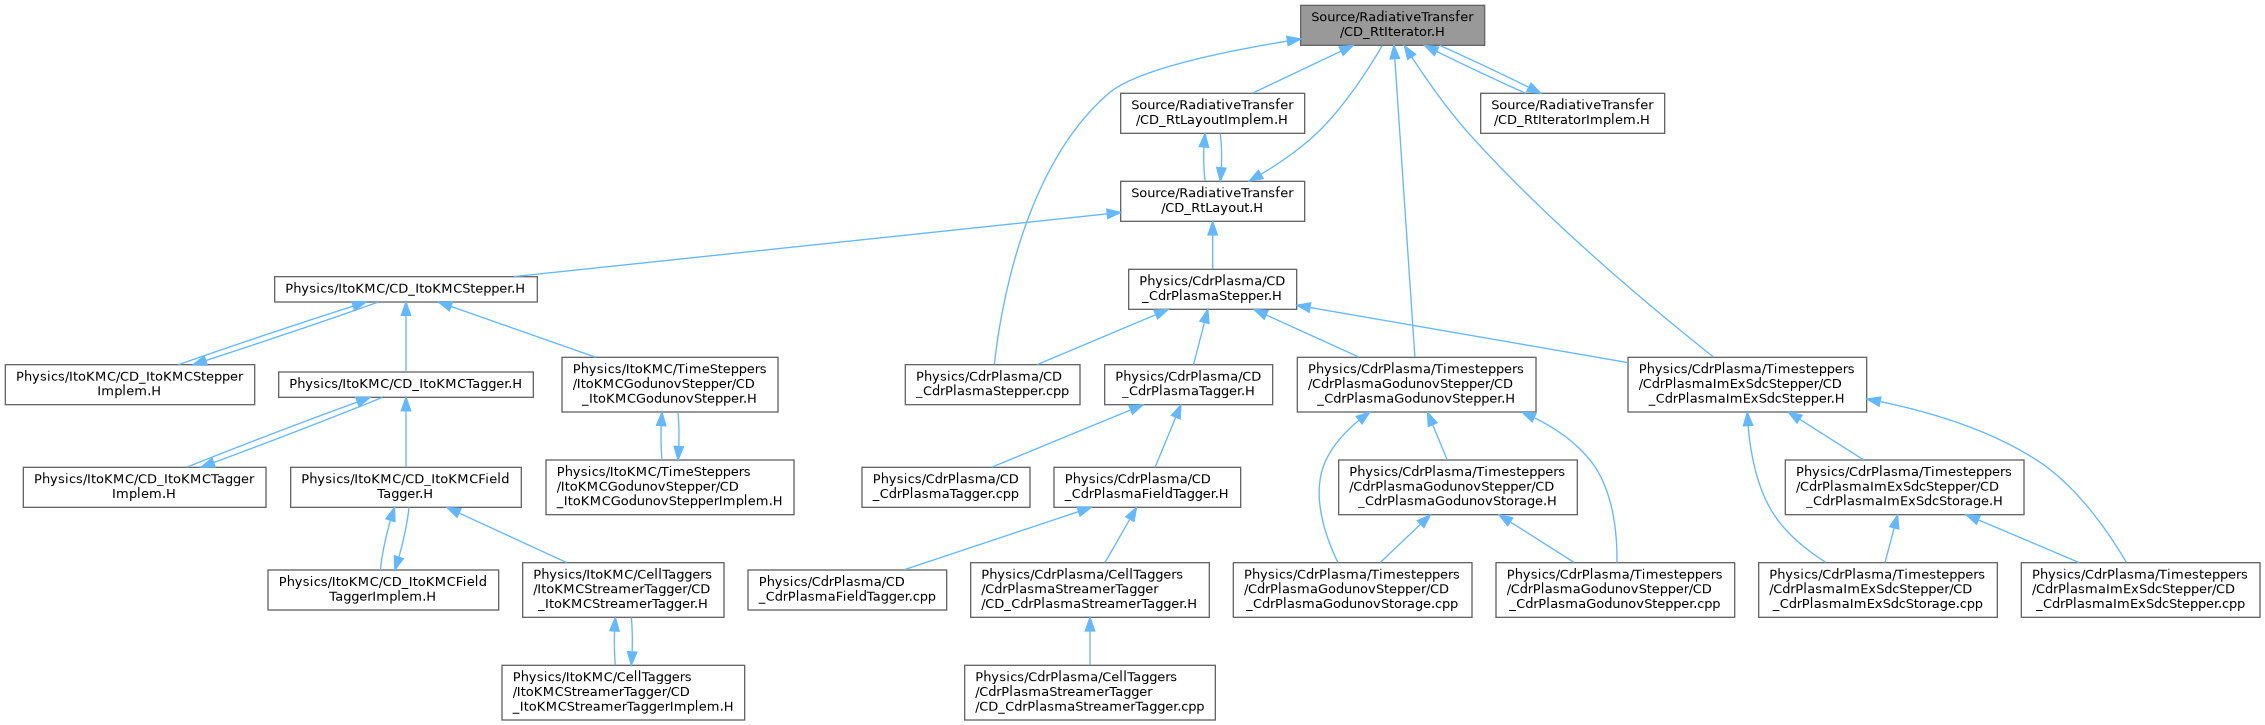 Source/RadiativeTransfer
/CD_RtIterator.H
Source/RadiativeTransfer
/CD_RtLayoutImplem.H
Source/RadiativeTransfer
/CD_RtIteratorImplem.H
Source/RadiativeTransfer
/CD_RtLayout.H
Physics/ItoKMC/CD_ItoKMCStepper.H
Physics/CdrPlasma/CD
_CdrPlasmaStepper.H
Physics/ItoKMC/CD_ItoKMCStepper
Implem.H
Physics/ItoKMC/CD_ItoKMCTagger.H
Physics/ItoKMC/TimeSteppers
/ItoKMCGodunovStepper/CD
_ItoKMCGodunovStepper.H
Physics/CdrPlasma/CD
_CdrPlasmaStepper.cpp
Physics/CdrPlasma/CD
_CdrPlasmaTagger.H
Physics/CdrPlasma/Timesteppers
/CdrPlasmaGodunovStepper/CD
_CdrPlasmaGodunovStepper.H
Physics/CdrPlasma/Timesteppers
/CdrPlasmaImExSdcStepper/CD
_CdrPlasmaImExSdcStepper.H
Physics/ItoKMC/CD_ItoKMCTagger
Implem.H
Physics/ItoKMC/CD_ItoKMCField
Tagger.H
Physics/ItoKMC/TimeSteppers
/ItoKMCGodunovStepper/CD
_ItoKMCGodunovStepperImplem.H
Physics/CdrPlasma/CD
_CdrPlasmaTagger.cpp
Physics/CdrPlasma/CD
_CdrPlasmaFieldTagger.H
Physics/CdrPlasma/Timesteppers
/CdrPlasmaGodunovStepper/CD
_CdrPlasmaGodunovStorage.H
Physics/CdrPlasma/Timesteppers
/CdrPlasmaImExSdcStepper/CD
_CdrPlasmaImExSdcStorage.H
Physics/ItoKMC/CD_ItoKMCField
TaggerImplem.H
Physics/ItoKMC/CellTaggers
/ItoKMCStreamerTagger/CD
_ItoKMCStreamerTagger.H
Physics/CdrPlasma/CD
_CdrPlasmaFieldTagger.cpp
Physics/CdrPlasma/CellTaggers
/CdrPlasmaStreamerTagger
/CD_CdrPlasmaStreamerTagger.H
Physics/CdrPlasma/Timesteppers
/CdrPlasmaGodunovStepper/CD
_CdrPlasmaGodunovStorage.cpp
Physics/CdrPlasma/Timesteppers
/CdrPlasmaGodunovStepper/CD
_CdrPlasmaGodunovStepper.cpp
Physics/CdrPlasma/Timesteppers
/CdrPlasmaImExSdcStepper/CD
_CdrPlasmaImExSdcStorage.cpp
Physics/CdrPlasma/Timesteppers
/CdrPlasmaImExSdcStepper/CD
_CdrPlasmaImExSdcStepper.cpp
Physics/ItoKMC/CellTaggers
/ItoKMCStreamerTagger/CD
_ItoKMCStreamerTaggerImplem.H
Physics/CdrPlasma/CellTaggers
/CdrPlasmaStreamerTagger
/CD_CdrPlasmaStreamerTagger.cpp